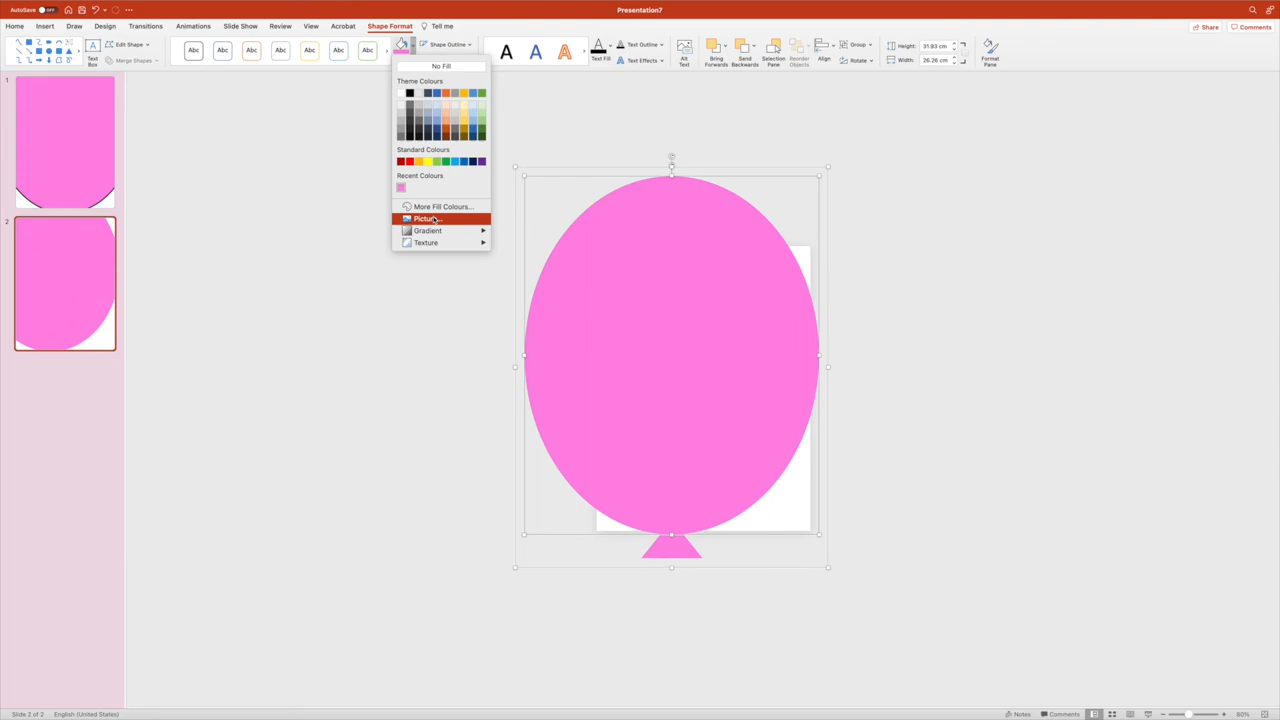 AutoSave OFF
Presentation7
Home Insert Draw Design Transitions Animations Slide Show Review View Acrobat Shape Format Tell me
Share Comments
Text Box
Edit Shape
Merge Shapes
Abc Abc Abc Abc Abc Abc Abc
Shape Outline
A A A
Text Fill
Text Outline
Text Effects
Alt Text
Bring Forwards
Send Backwards
Selection Pane
Reorder Objects
Align
Group
Rotate
Height: 31.93 cm
Width: 26.26 cm
Format Pane
No Fill
Theme Colours
Standard Colours
Recent Colours
More Fill Colours...
Gradient
Texture
1
2
Slide 2 of 2 English (United States)
Notes Comments 60%